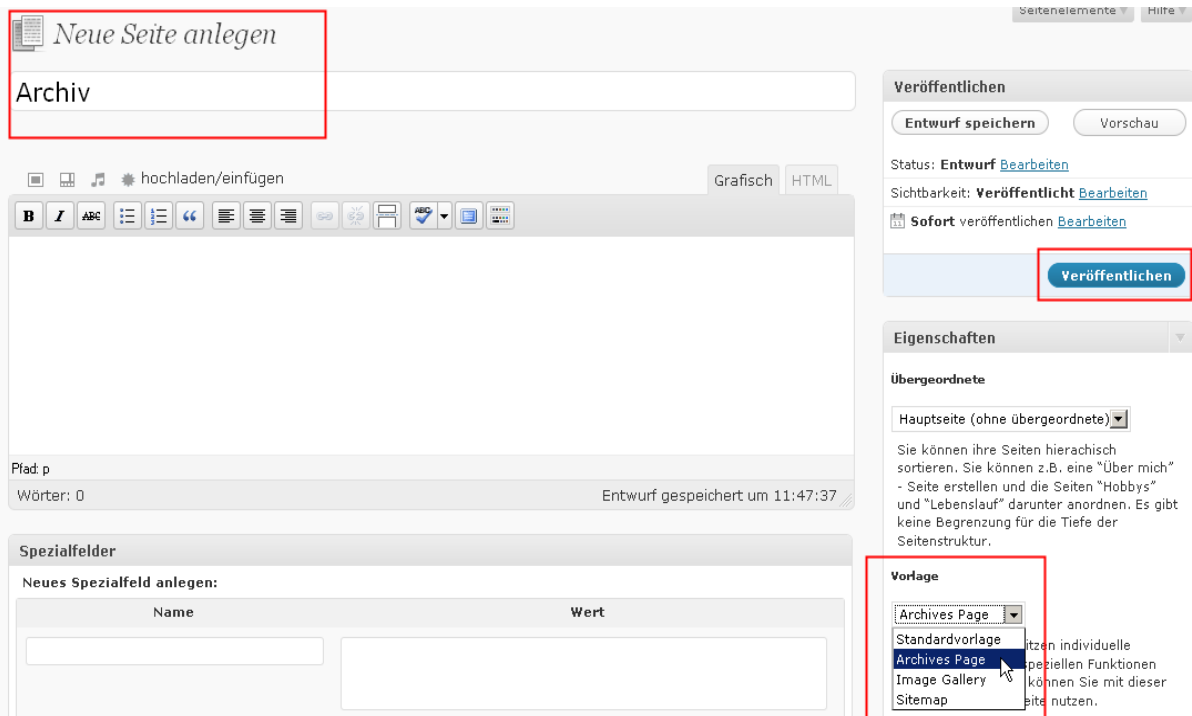 Seitenelemente Hilfe
Neue Seite anlegen
Archiv
hochladen/einfügen
Grafisch HTML
B I ABC ABC
Pfad: p
Wörter: 0 Entwurf gespeichert um 11:47:37
Spezialfelder
Neues Spezialfeld anlegen:
Name Wert
Veröffentlichen
Entwurf speichern Vorschau
Status: Entwurf Bearbeiten
Sichtbarkeit: Veröffentlicht Bearbeiten
11 Sofort veröffentlichen Bearbeiten
Veröffentlichen
Eigenschaften
Übergeordnete
Hauptseite (ohne übergeordnete)
Sie können ihre Seiten hierachisch
sortieren. Sie können z.B. eine "Über mich"
- Seite erstellen und die Seiten "Hobbys"
und "Lebenslauf" darunter anordnen. Es gibt
keine Begrenzung für die Tiefe der
Seitenstruktur.
Vorlage
Archives Page
Standardvorlage
Archives Page
Image Gallery
Sitemap
itzen individuelle
peziellen Funktionen
können Sie mit dieser
eite nutzen.